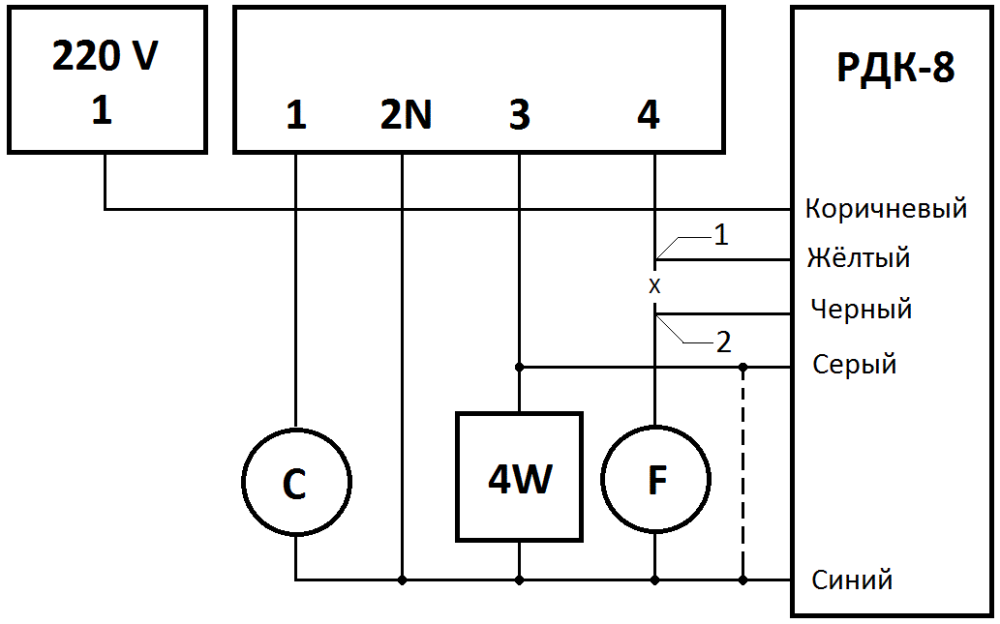 220 V
1
1 2N 3 4
РДК-8
Коричневый
1
Жёлтый
x
Черный
2
Серый
C
4W
F
Синий